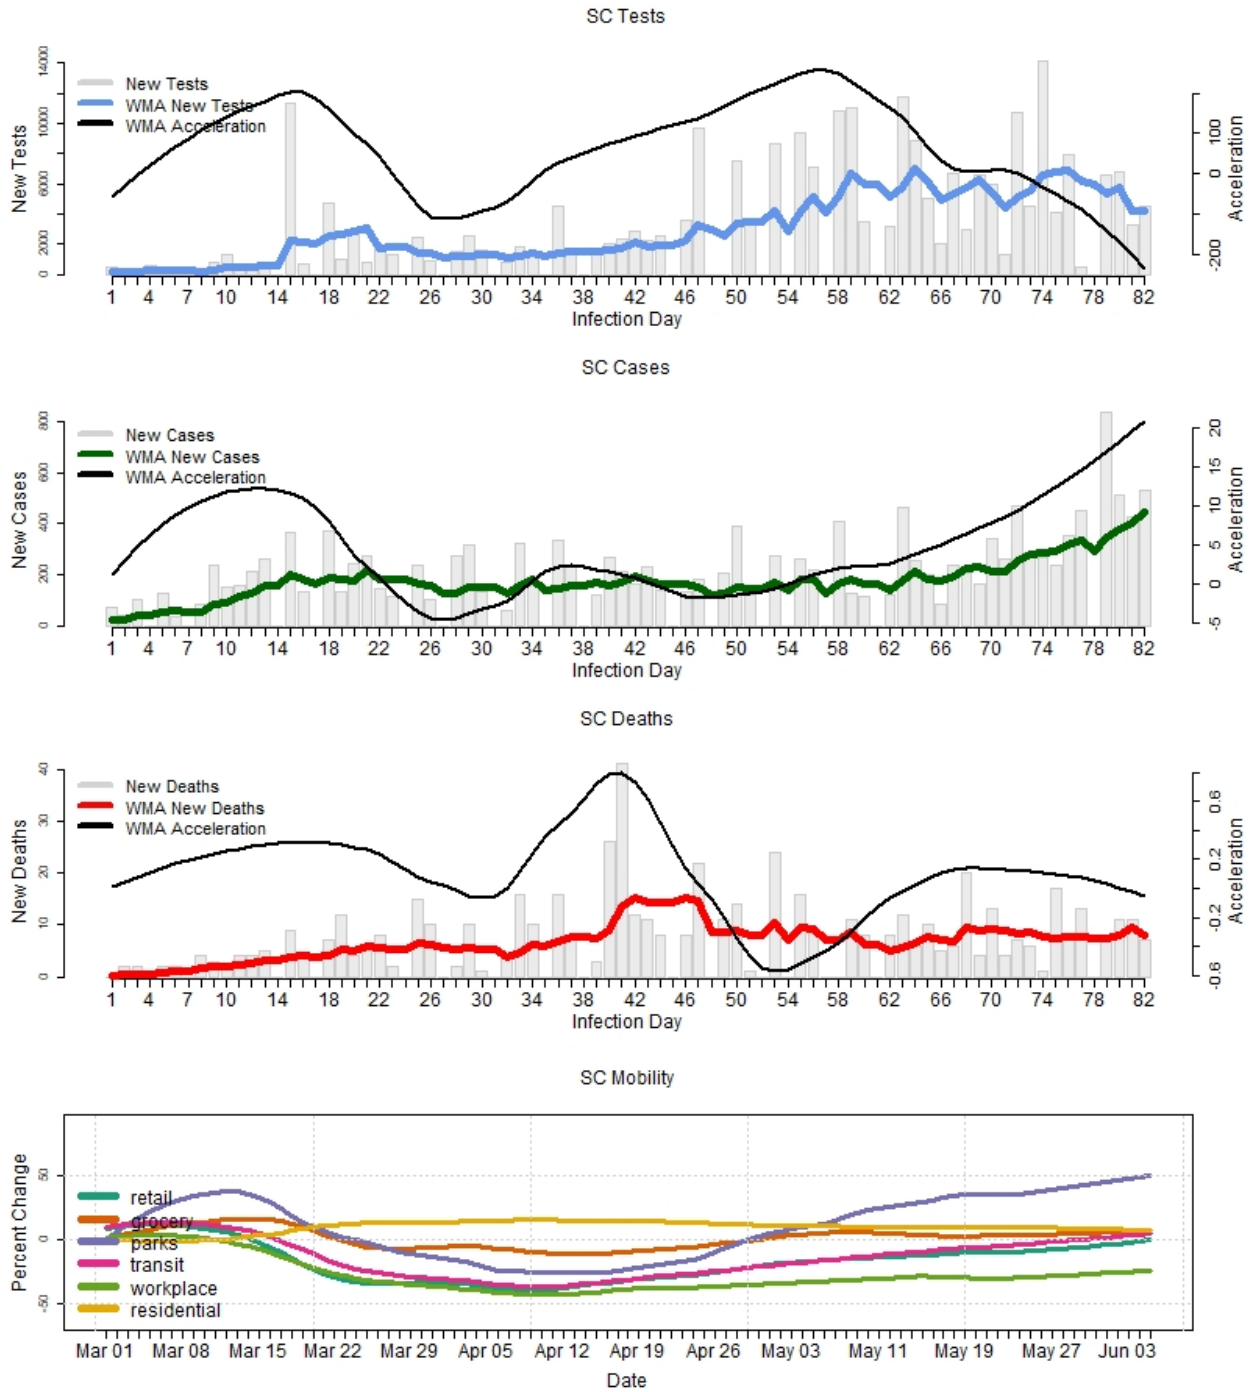 SC Tests
New Tests
WMA New Tests
WMA Acceleration
New Tests
0 2000 6000 10000 14000
-200 0 100
Acceleration
1 4 7 10 14 18 22 26 30 34 38 42 46 50 54 58 62 66 70 74 78 82
Infection Day
SC Cases
New Cases
WMA New Cases
WMA Acceleration
New Cases
0 200 400 600 800
-5 0 5 10 15 20
Acceleration
1 4 7 10 14 18 22 26 30 34 38 42 46 50 54 58 62 66 70 74 78 82
Infection Day
SC Deaths
New Deaths
WMA New Deaths
WMA Acceleration
New Deaths
0 10 20 30 40
-0.6 -0.2 0.2 0.6
Acceleration
1 4 7 10 14 18 22 26 30 34 38 42 46 50 54 58 62 66 70 74 78 82
Infection Day
SC Mobility
retail
grocery
parks
transit
workplace
residential
Percent Change
-50 0 50
Mar 01 Mar 08 Mar 15 Mar 22 Mar 29 Apr 05 Apr 12 Apr 19 Apr 26 May 03 May 11 May 19 May 27 Jun 03
Date